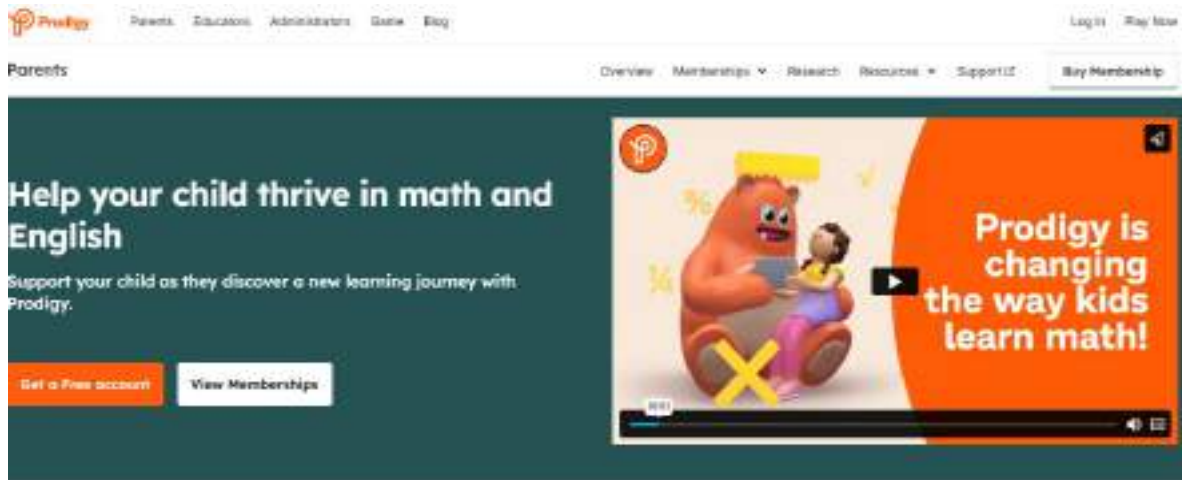 Prodigy
Parents Educators Administrators Game Blog
Log In Play Now
Parents
Overview Memberships Research Resources Support
Buy Membership
Help your child thrive in math and
English
Support your child as they discover a new learning journey with
Prodigy.
Get a Free account
View Memberships
%
√
¼
Prodigy is
changing
the way kids
learn math!